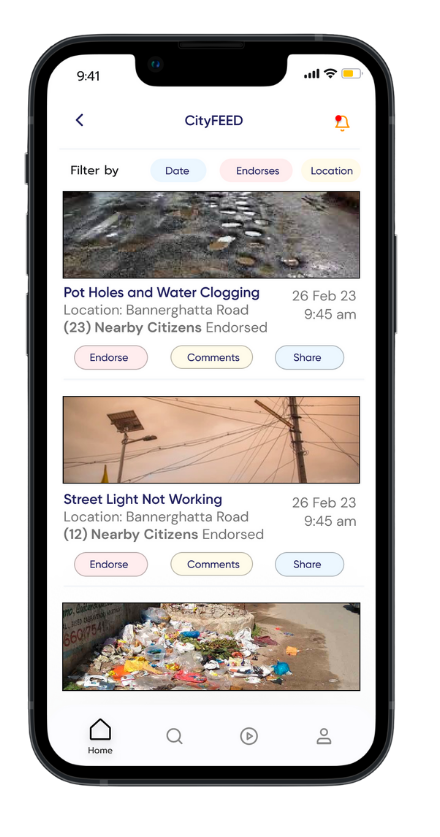 9:41
CityFEED
Filter by
Date
Endorses
Location
Pot Holes and Water Clogging
26 Feb 23
Location: Bannerghatta Road
9:45 am
(23) Nearby Citizens Endorsed
Endorse
Comments
Share
Street Light Not Working
26 Feb 23
Location: Bannerghatta Road
9:45 am
(12) Nearby Citizens Endorsed
Endorse
Comments
Share
Home